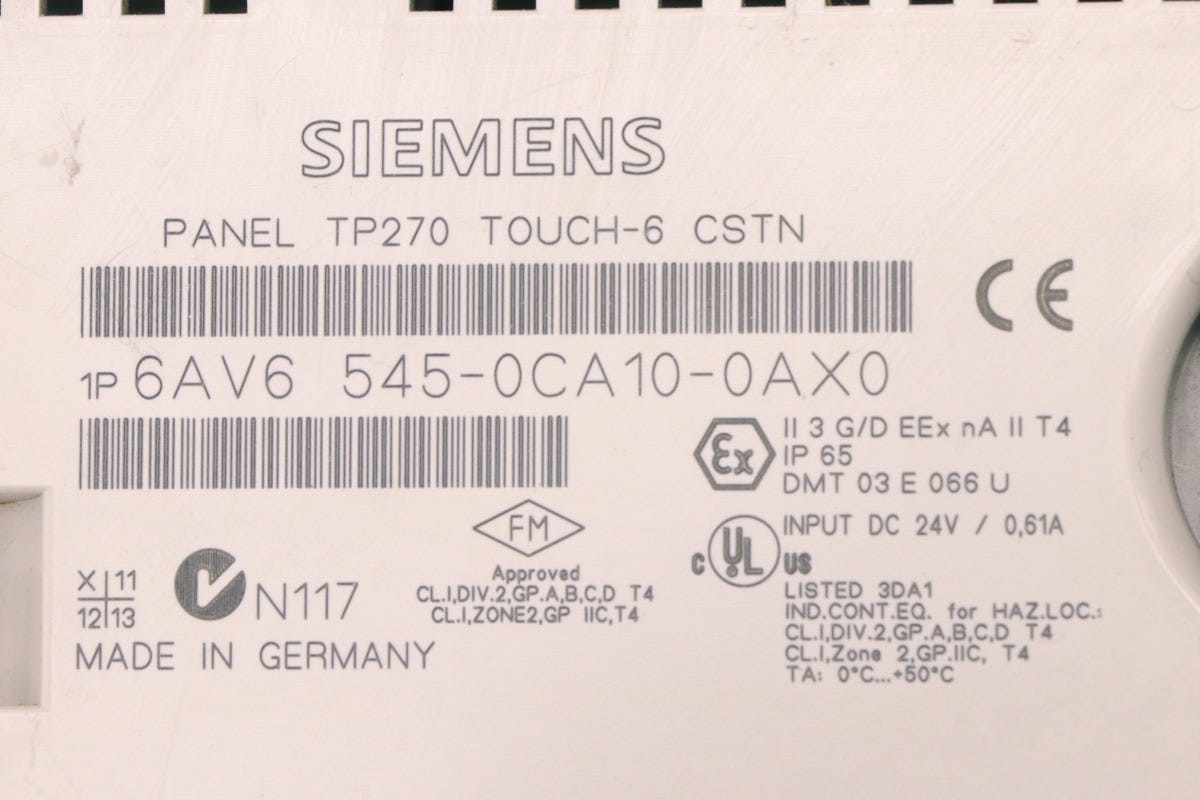 SIEMENS
PANEL TP270 TOUCH-6 CSTN
CE
1P 6AV6 545-0CA10-0AX0
Ex
II 3 G/D EEx nA II T4
IP 65
DMT 03 E 066 U
FM
Approved
CL.I,DIV.2,GP.A,B,C,D T4
CL.I,ZONE2,GP IIC,T4
INPUT DC 24V / 0,61A
C UL US
LISTED 3DA1
IND.CONT.EQ. for HAZ.LOC.:
CL.I,DIV.2,GP.A,B,C,D T4
CL.I,Zone 2,GP.IIC, T4
TA: 0°C...+50°C
X 11
12 13
N117
MADE IN GERMANY